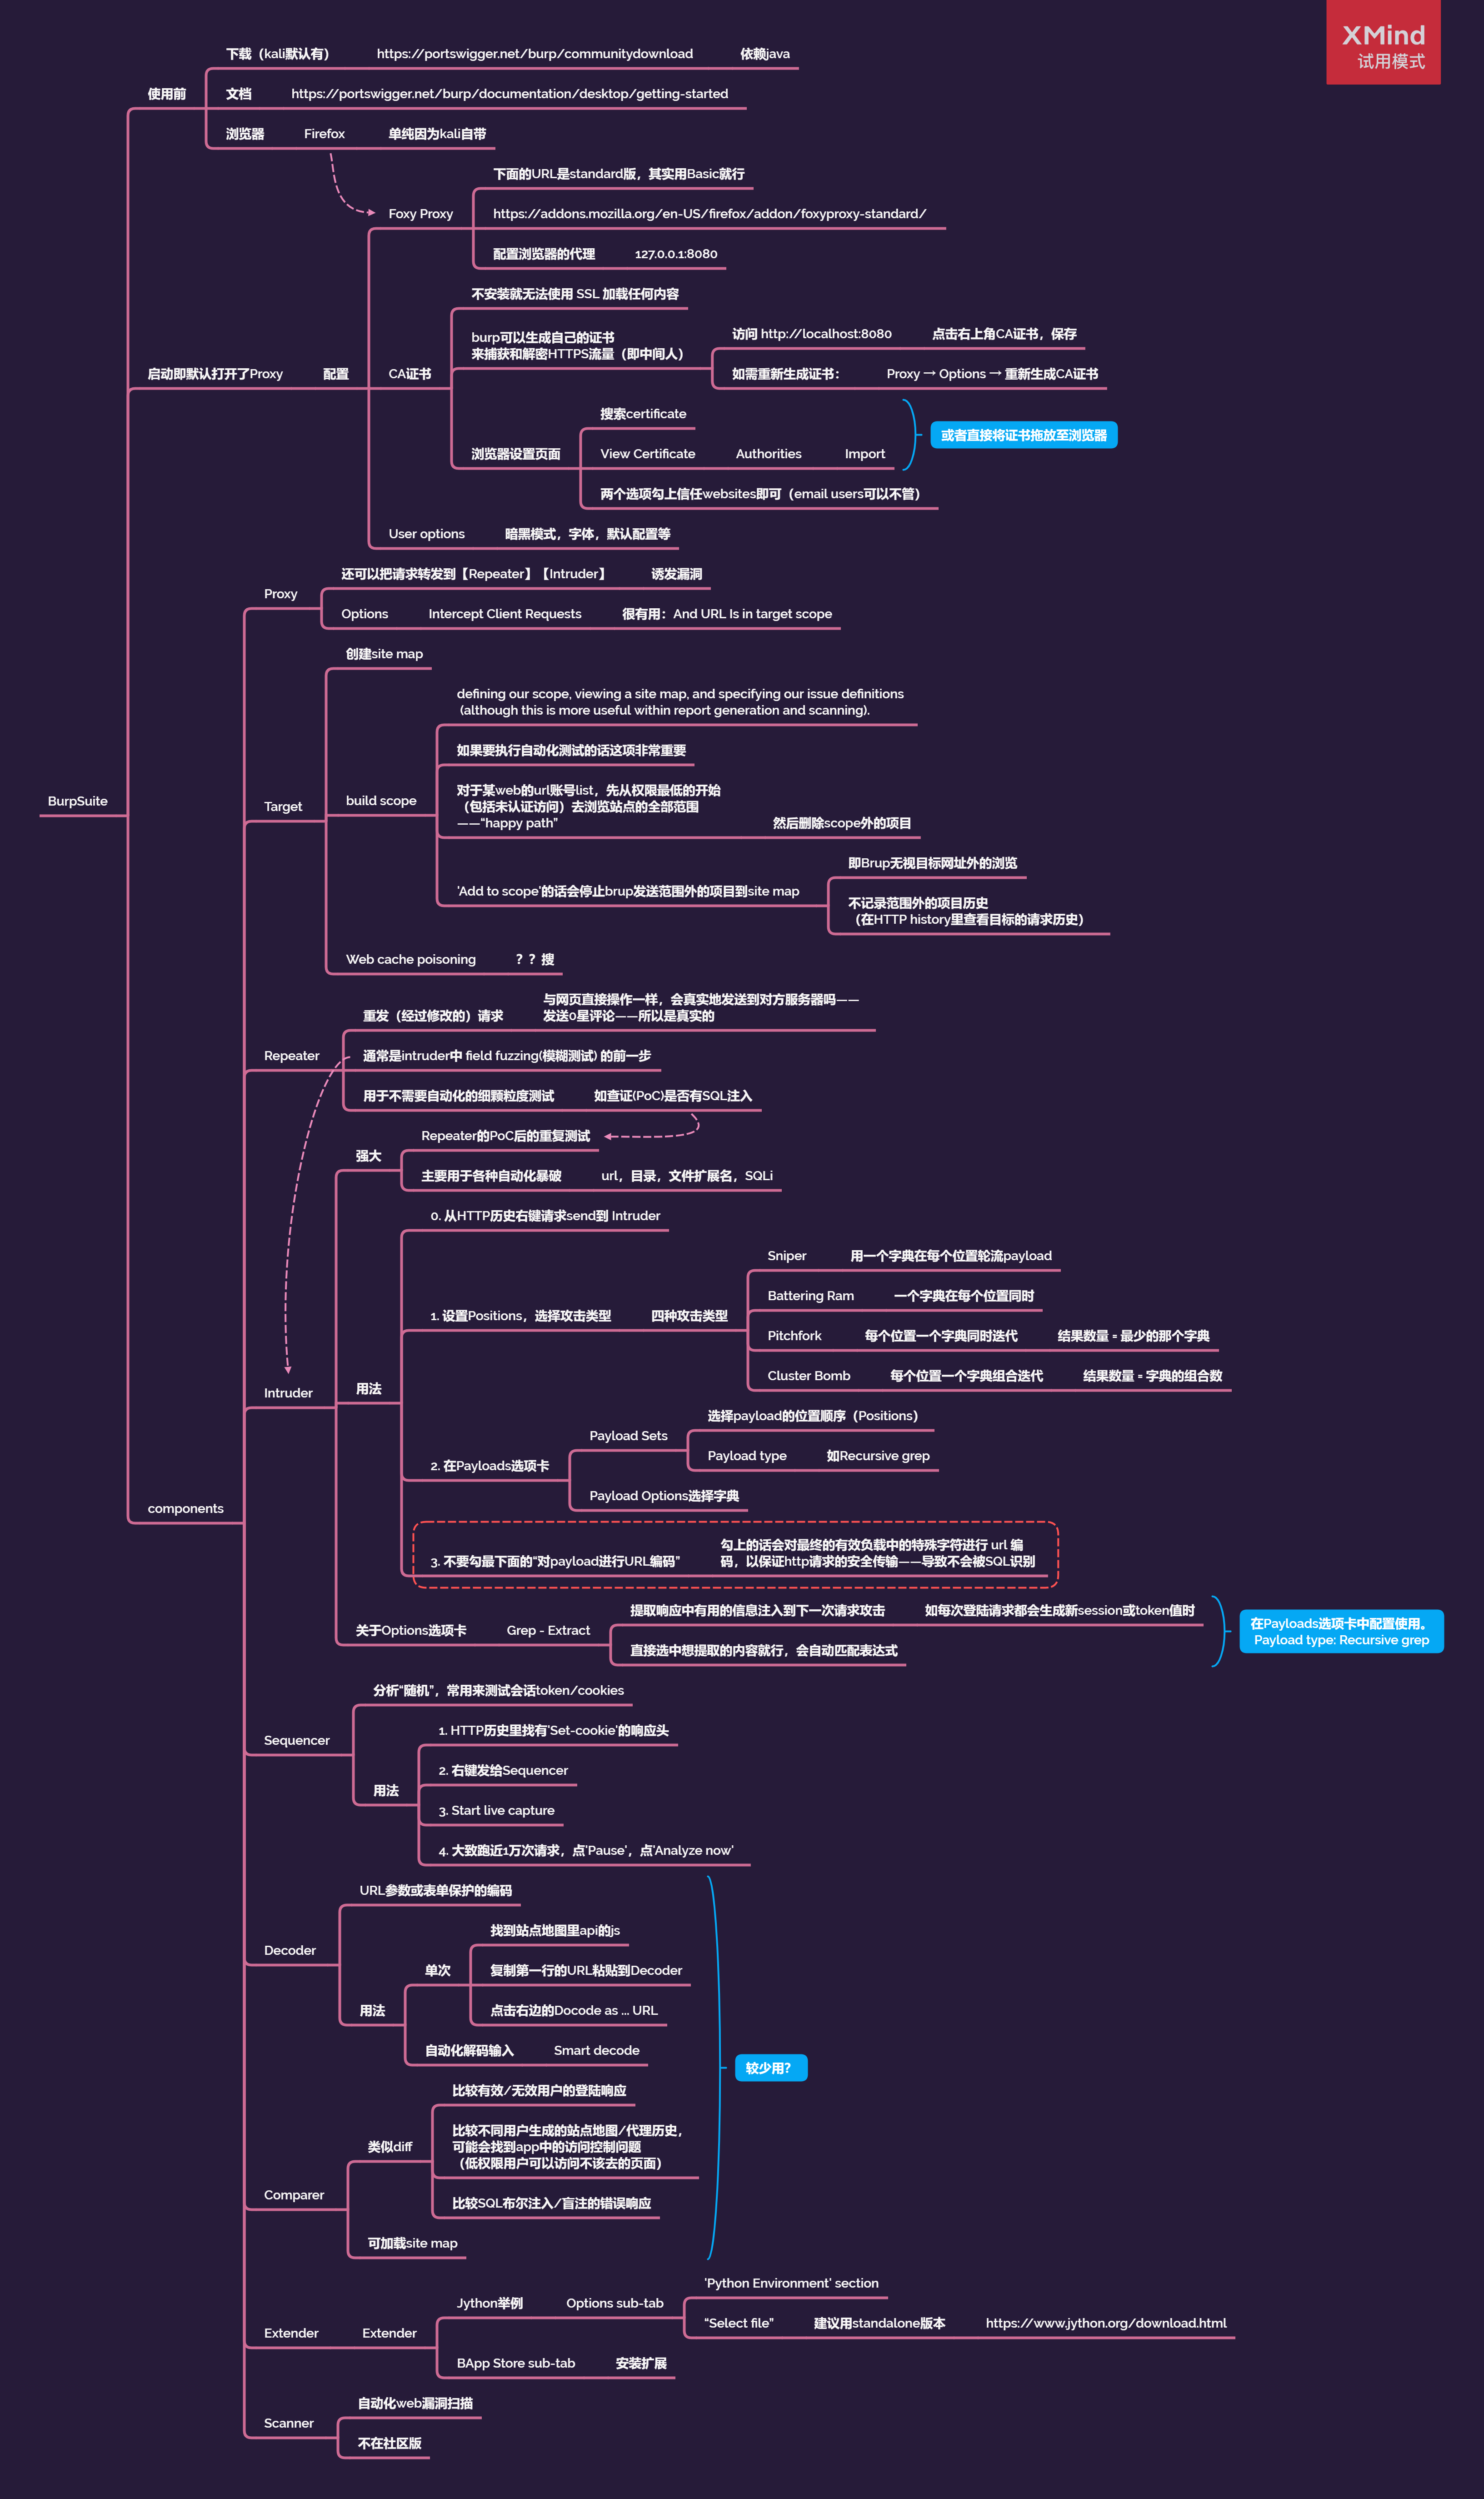 XMind
试用模式
下载（kali默认有） https://portswigger.net/burp/communitydownload 依赖java
使用前 文档 https://portswigger.net/burp/documentation/desktop/getting-started
浏览器 Firefox 单纯因为kali自带
下面的URL是standard版，其实用Basic就行
Foxy Proxy https://addons.mozilla.org/en-US/firefox/addon/foxyproxy-standard/
配置浏览器的代理 127.0.0.1:8080
不安装就无法使用 SSL 加载任何内容
burp可以生成自己的证书
来捕获和解密HTTPS流量（即中间人）
访问 http://localhost:8080 点击右上角CA证书，保存
启动即默认打开了Proxy 配置 CA证书
如需重新生成证书： Proxy → Options → 重新生成CA证书
搜索certificate
浏览器设置页面 View Certificate Authorities Import
或者直接将证书拖放至浏览器
两个选项勾上信任websites即可（email users可以不管）
User options 暗黑模式，字体，默认配置等
还可以把请求转发到【Repeater】【Intruder】 诱发漏洞
Proxy
Options Intercept Client Requests 很有用：And URL Is in target scope
创建site map
defining our scope, viewing a site map, and specifying our issue definitions
(although this is more useful within report generation and scanning).
如果要执行自动化测试的话这项非常重要
BurpSuite
Target build scope
对于某web的url账号list，先从权限最低的开始
（包括未认证访问）去浏览站点的全部范围
——“happy path” 然后删除scope外的项目
即Brup无视目标网址外的浏览
'Add to scope'的话会停止brup发送范围外的项目到site map
不记录范围外的项目历史
（在HTTP history里查看目标的请求历史）
Web cache poisoning ？？搜
重发（经过修改的）请求
与网页直接操作一样，会真实地发送到对方服务器吗——
发送0星评论——所以是真实的
Repeater 通常是intruder中 field fuzzing(模糊测试) 的前一步
用于不需要自动化的细颗粒度测试 如查证(PoC)是否有SQL注入
强大 Repeater的PoC后的重复测试
主要用于各种自动化暴破 url，目录，文件扩展名，SQLi
0. 从HTTP历史右键请求send到 Intruder
Sniper 用一个字典在每个位置轮流payload
Battering Ram 一个字典在每个位置同时
1. 设置Positions，选择攻击类型 四种攻击类型
Pitchfork 每个位置一个字典同时迭代 结果数量 = 最少的那个字典
Cluster Bomb 每个位置一个字典组合迭代 结果数量 = 字典的组合数
Intruder 用法
选择payload的位置顺序（Positions）
Payload Sets
Payload type 如Recursive grep
2. 在Payloads选项卡
Payload Options选择字典
3. 不要勾最下面的“对payload进行URL编码”
勾上的话会对最终的有效负载中的特殊字符进行 url 编
码，以保证http请求的安全传输——导致不会被SQL识别
components
提取响应中有用的信息注入到下一次请求攻击 如每次登陆请求都会生成新session或token值时
关于Options选项卡 Grep - Extract
直接选中想提取的内容就行，会自动匹配表达式
在Payloads选项卡中配置使用。
Payload type: Recursive grep
分析“随机”，常用来测试会话token/cookies
Sequencer
1. HTTP历史里找有'Set-cookie'的响应头
2. 右键发给Sequencer
用法
3. Start live capture
4. 大致跑近1万次请求，点'Pause'，点'Analyze now'
URL参数或表单保护的编码
Decoder
找到站点地图里api的js
单次 复制第一行的URL粘贴到Decoder
用法 点击右边的Docode as ... URL
自动化解码输入 Smart decode
较少用？
比较有效/无效用户的登陆响应
类似diff
比较不同用户生成的站点地图/代理历史，
可能会找到app中的访问控制问题
（低权限用户可以访问不该去的页面）
Comparer 比较SQL布尔注入/盲注的错误响应
可加载site map
'Python Environment' section
Jython举例 Options sub-tab
“Select file” 建议用standalone版本 https://www.jython.org/download.html
Extender Extender
BApp Store sub-tab 安装扩展
自动化web漏洞扫描
Scanner
不在社区版